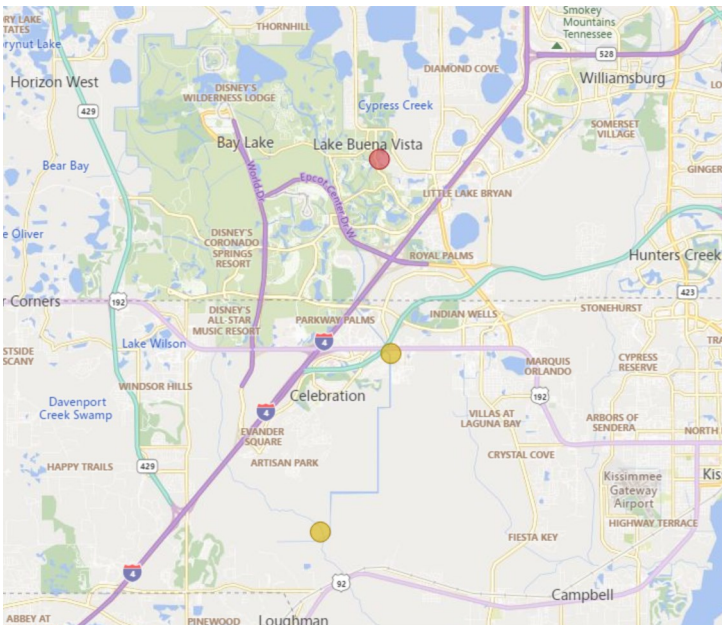 Smokey
Mountains
Tennessee
THORNHILL
528
DIAMOND COVE
Horizon West
DISNEY'S
WILDERNESS LODGE
Williamsburg
Cypress Creek
429
SOMERSET
VILLAGE
Bay Lake
Lake Buena Vista
Bear Bay
GINGER
World Dr
Epcot Center Dr W
LITTLE LAKE BRYAN
e Oliver
DISNEY'S
CORONADO
SPRINGS
RESORT
ROYAL PALMS
Hunters Creek
423
Corners
192
DISNEY'S
ALL-STAR
MUSIC RESORT
PARKWAY PALMS
INDIAN WELLS
STONEHURST
Lake Wilson
4
MARQUIS
ORLANDO
CYPRESS
RESERVE
WINDSOR HILLS
Celebration
192
Davenport
Creek Swamp
4
VILLAS AT
LAGUNA BAY
ARBORS OF
SENDERA
NORTH
EVANDER
SQUARE
CRYSTAL COVE
HAPPY TRAILS
429
ARTISAN PARK
Kissimmee
Gateway
Airport
Kis
HIGHWAY TERRACE
FIESTA KEY
4
92
Campbell
ABBEY AT
PINEWOOD
Loughman